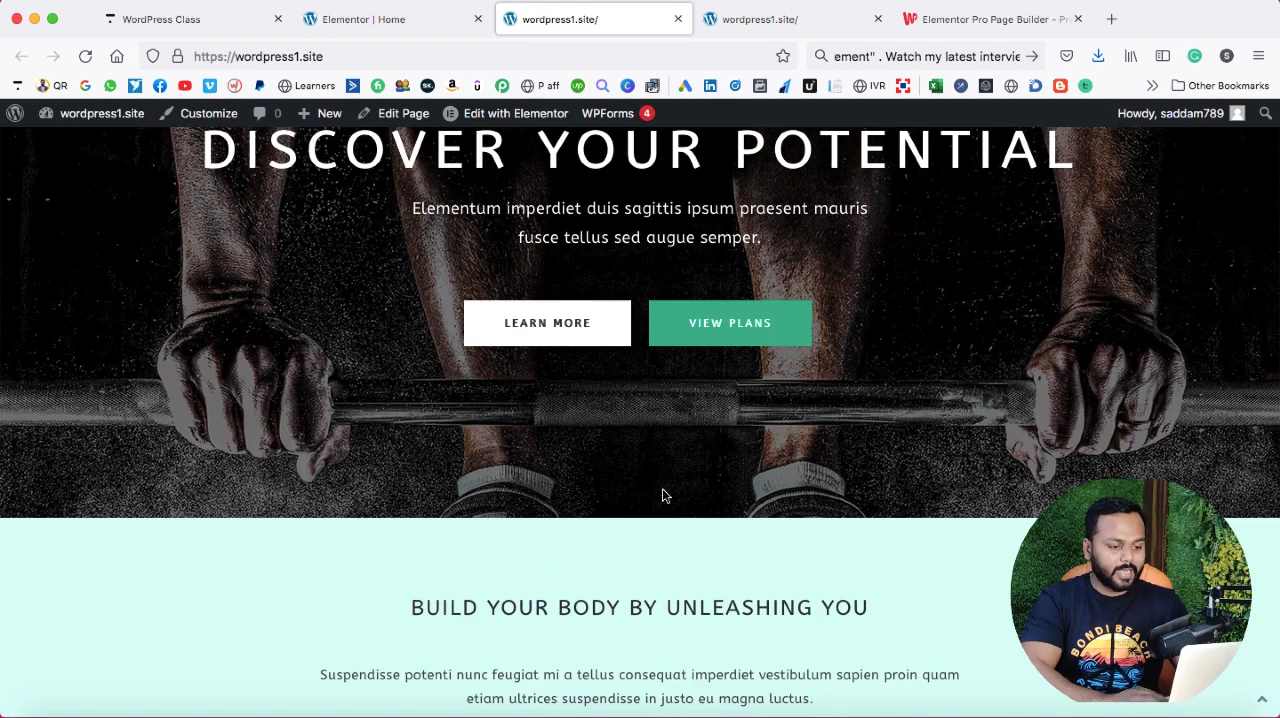 WordPress Class
Elementor | Home
wordpress1.site/
wordpress1.site/
Elementor Pro Page Builder - Pr
https://wordpress1.site
ement" . Watch my latest intervie
QR
Learners
P aff
IVR
Other Bookmarks
wordpress1.site
Customize
0
New
Edit Page
Edit with Elementor
WPForms 4
Howdy, saddam789
DISCOVER YOUR POTENTIAL
Elementum imperdiet duis sagittis ipsum praesent mauris
fusce tellus sed augue semper.
LEARN MORE
VIEW PLANS
BUILD YOUR BODY BY UNLEASHING YOU
Suspendisse potenti nunc feugiat mi a tellus consequat imperdiet vestibulum sapien proin quam
etiam ultrices suspendisse in justo eu magna luctus.
BONDI BEACH